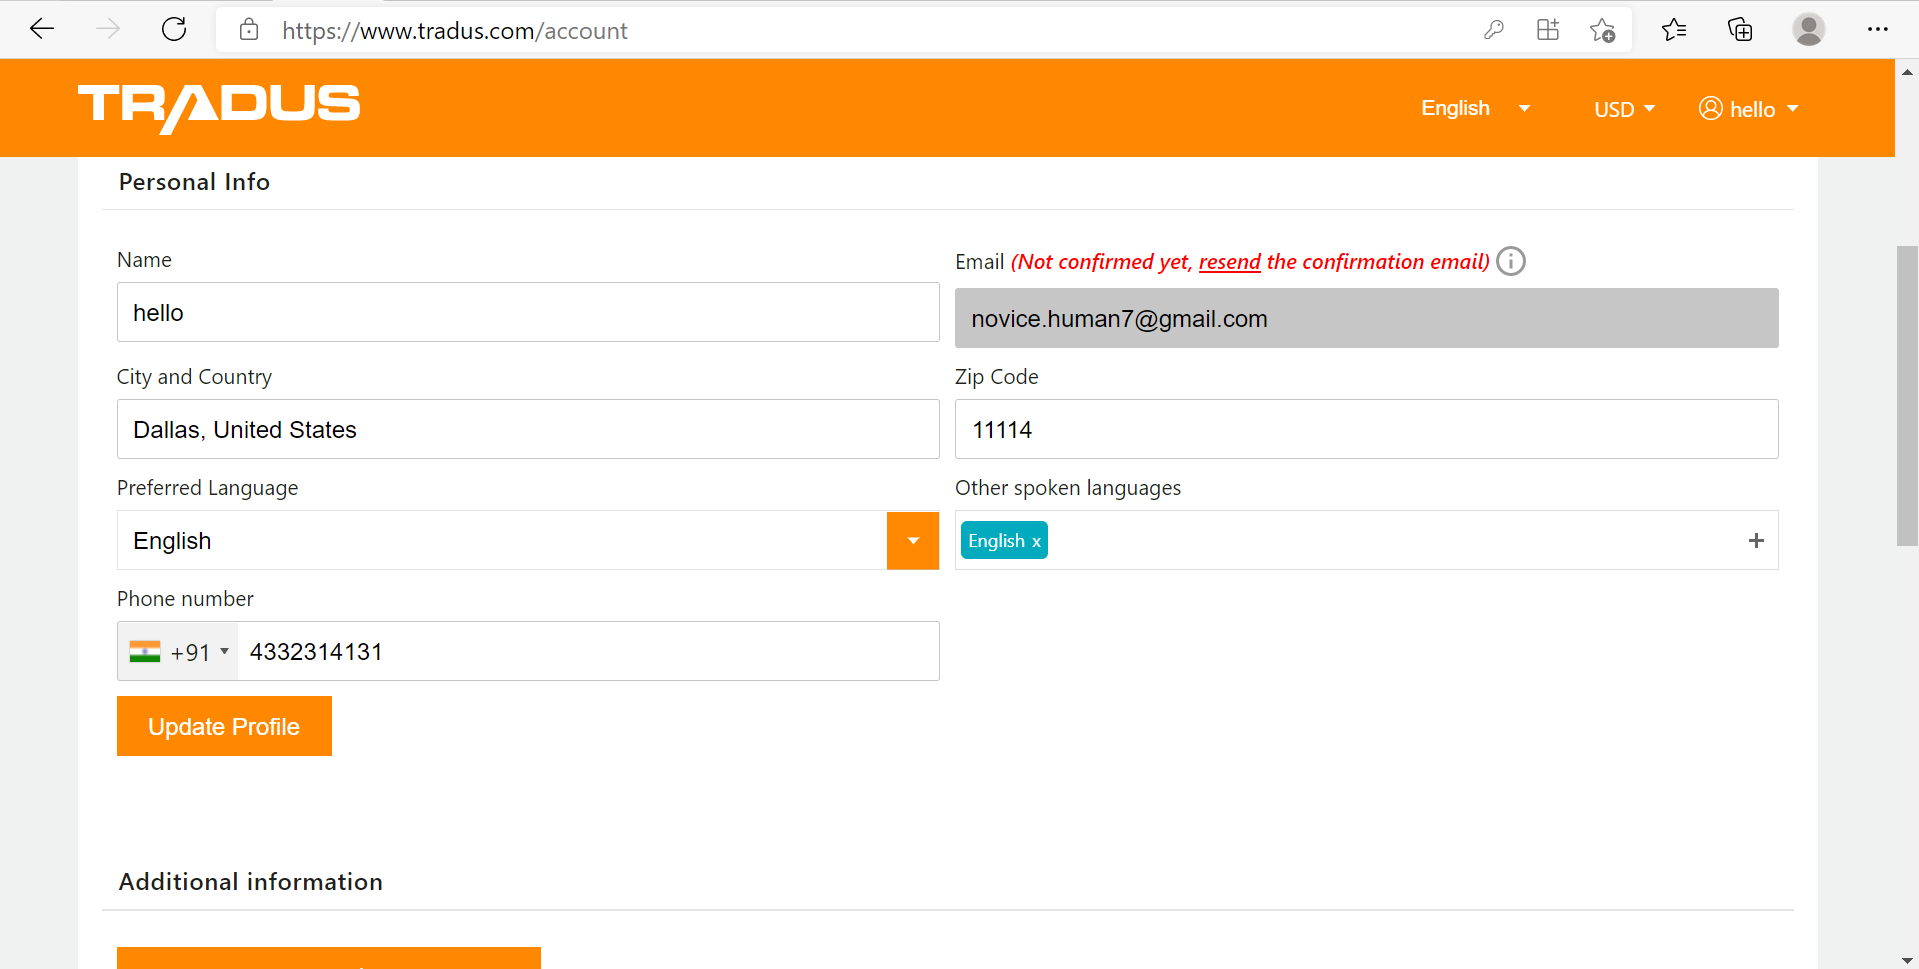 https://www.tradus.com/account
TRADUS
English
USD
hello
Personal Info
Name
Email (Not confirmed yet, resend the confirmation email)
hello
novice.human7@gmail.com
City and Country
Zip Code
Dallas, United States
11114
Preferred Language
Other spoken languages
English
English x
Phone number
+91 4332314131
Update Profile
Additional information